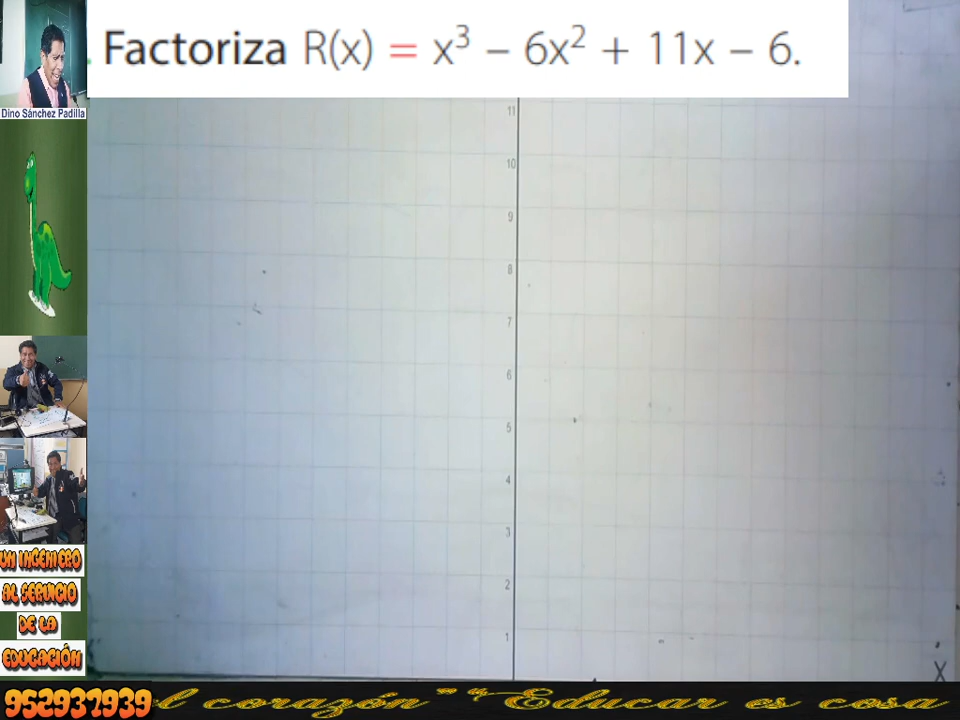 Factoriza R(x) = x³ – 6x² + 11x – 6.
Dino Sánchez Padilla
11
10
9
8
7
6
5
4
3
2
1
X
UN INGENIERO
AL SERVICIO
DE LA
EDUCACIÓN
952937939
l corazón" "Educar es cosa